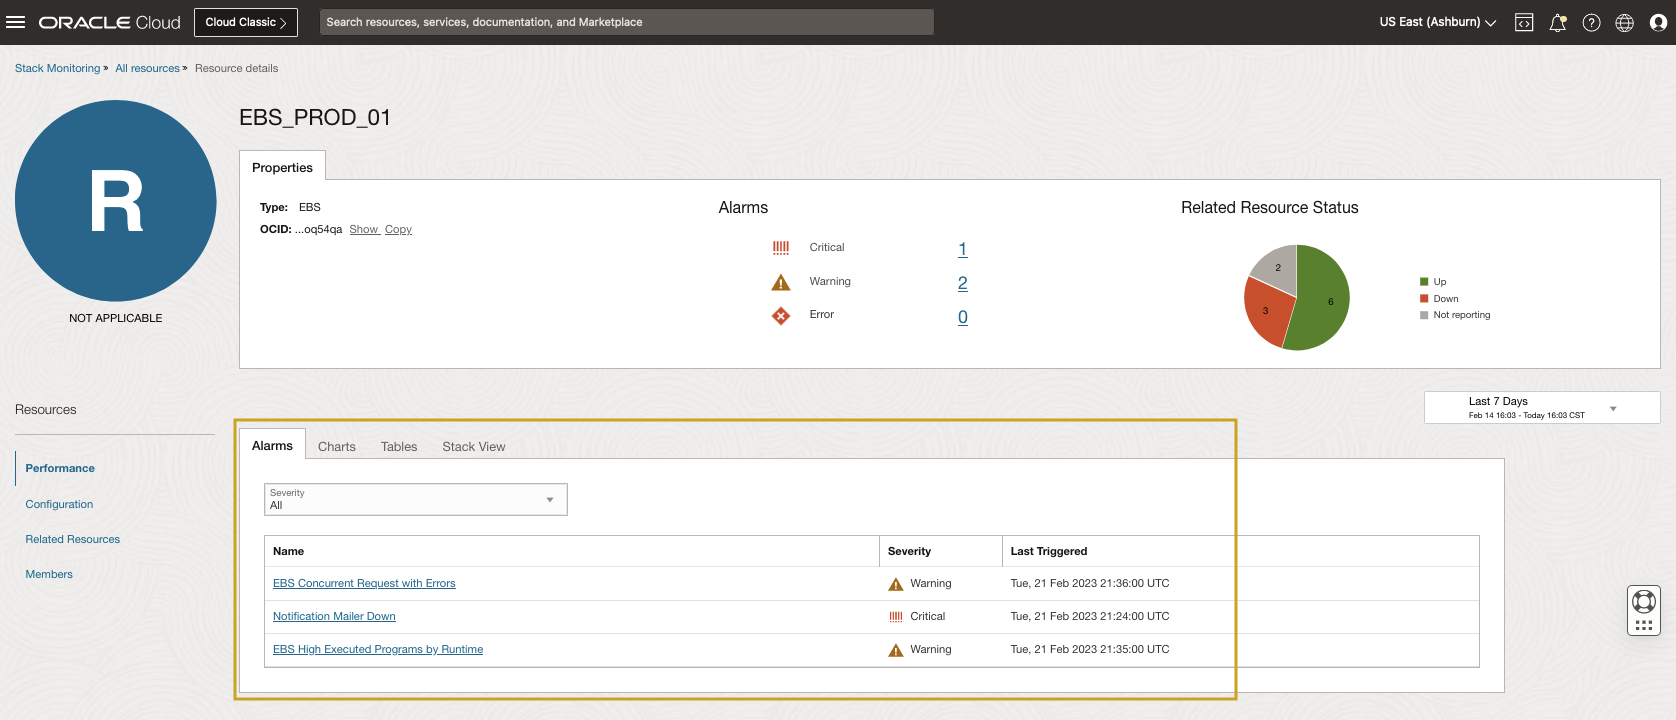 ORACLE Cloud
Cloud Classic
Search resources, services, documentation, and Marketplace
US East (Ashburn)
Stack Monitoring » All resources » Resource details
R
NOT APPLICABLE
EBS_PROD_01
Properties
Type: EBS
OCID: ...oq54qa Show Copy
Alarms
Critical 1
Warning 2
Error 0
Related Resource Status
2
3
6
Up
Down
Not reporting
Resources
Performance
Configuration
Related Resources
Members
Last 7 Days
Feb 14 16:03 - Today 16:03 CST
Alarms Charts Tables Stack View
Severity
All
Name Severity Last Triggered
EBS Concurrent Request with Errors Warning Tue, 21 Feb 2023 21:36:00 UTC
Notification Mailer Down Critical Tue, 21 Feb 2023 21:24:00 UTC
EBS High Executed Programs by Runtime Warning Tue, 21 Feb 2023 21:35:00 UTC